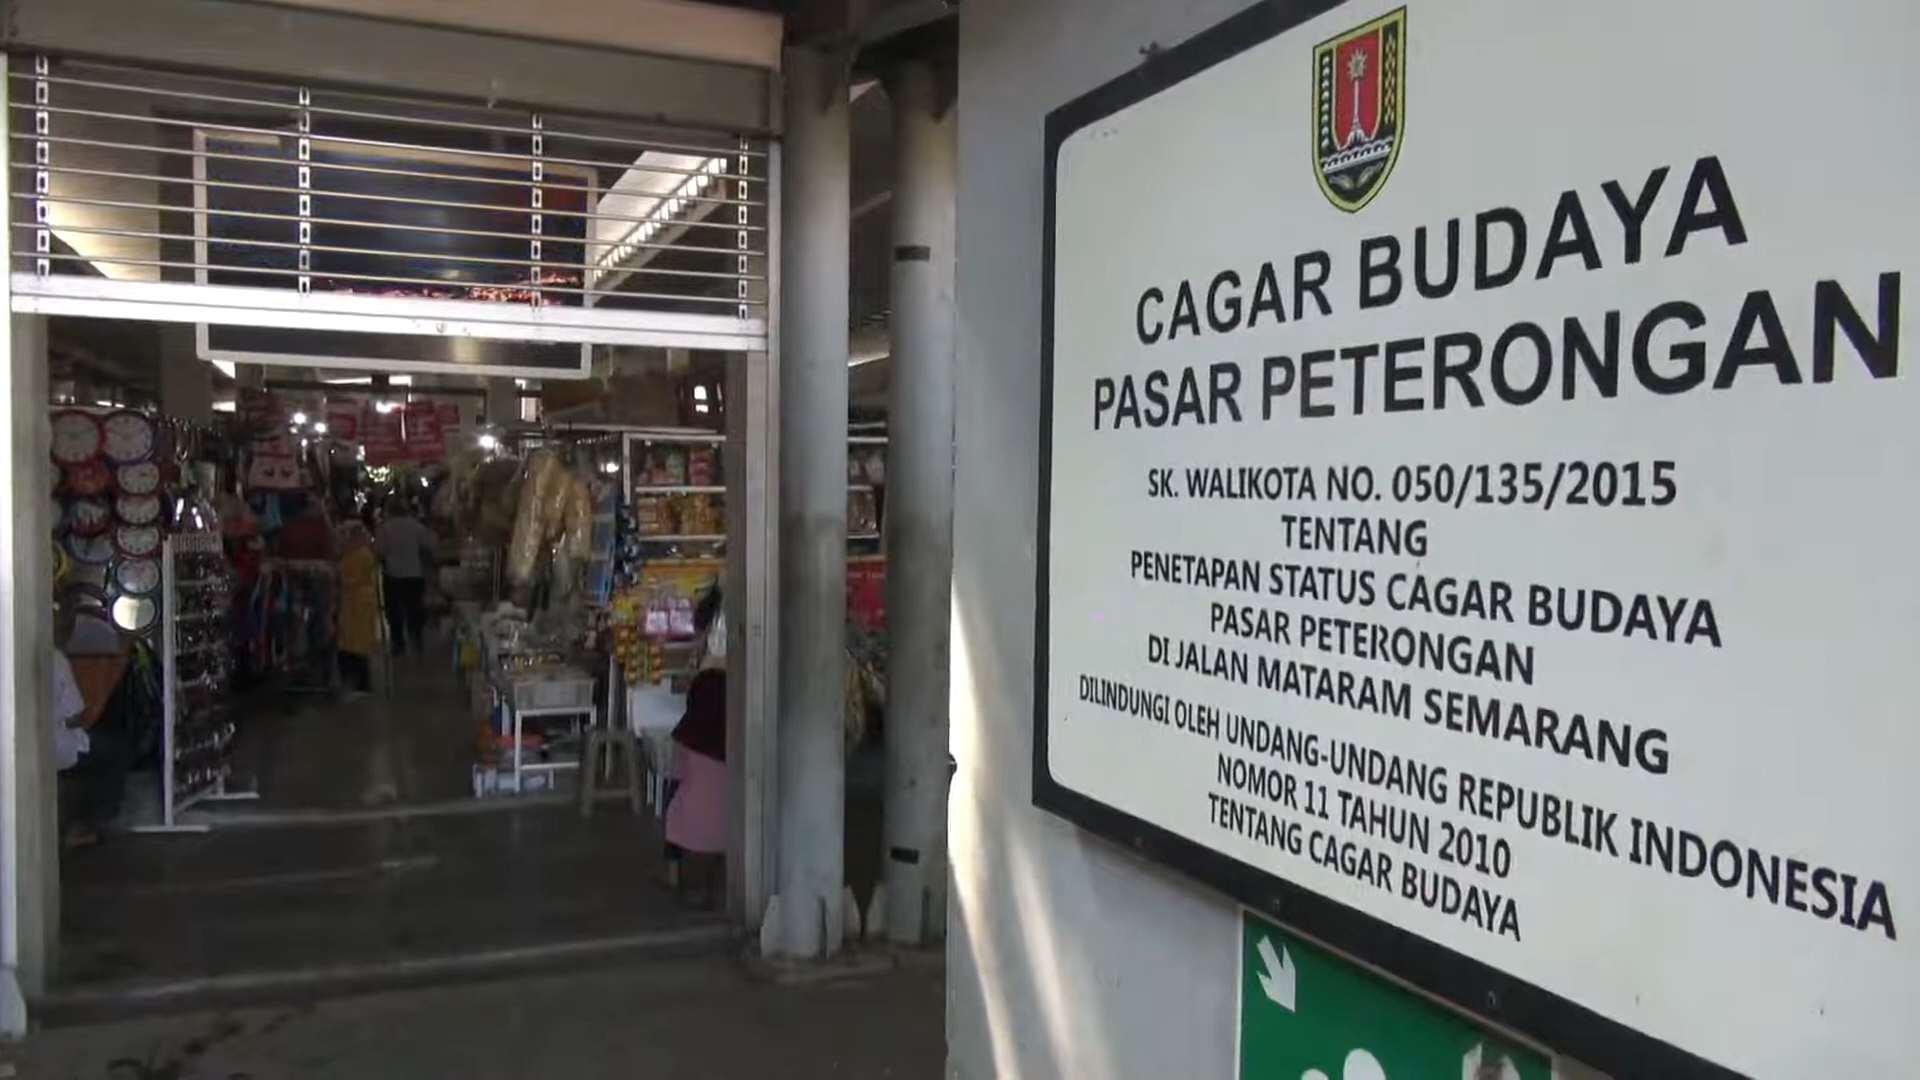 CAGAR BUDAYA
PASAR PETERONGAN
SK. WALIKOTA NO. 050/135/2015
TENTANG
PENETAPAN STATUS CAGAR BUDAYA
PASAR PETERONGAN
DI JALAN MATARAM SEMARANG
DILINDUNGI OLEH UNDANG-UNDANG REPUBLIK INDONESIA
NOMOR 11 TAHUN 2010
TENTANG CAGAR BUDAYA